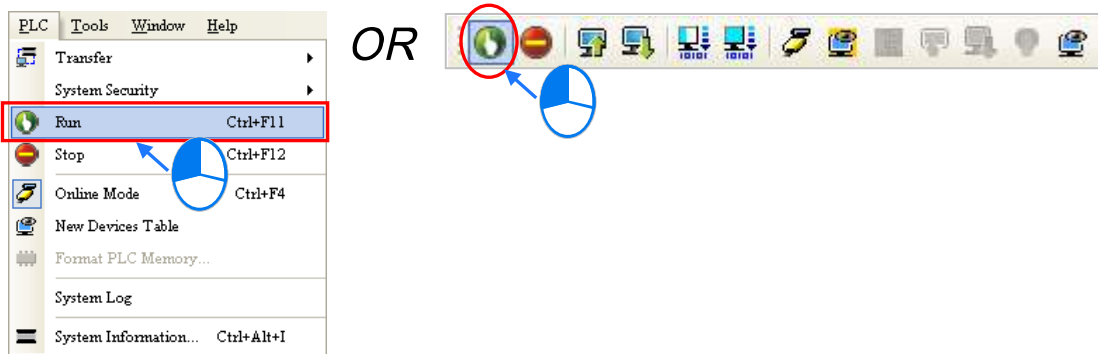 PLC Tools Window Help
OR
Transfer
System Security
Run Ctrl+F11
Stop Ctrl+F12
Online Mode Ctrl+F4
New Devices Table
Format PLC Memory...
System Log
System Information... Ctrl+Alt+I